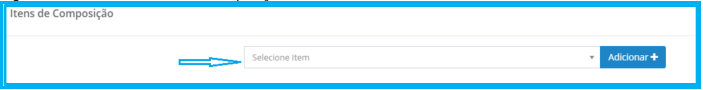 Itens de Composição
Selecione Item
Adicionar +